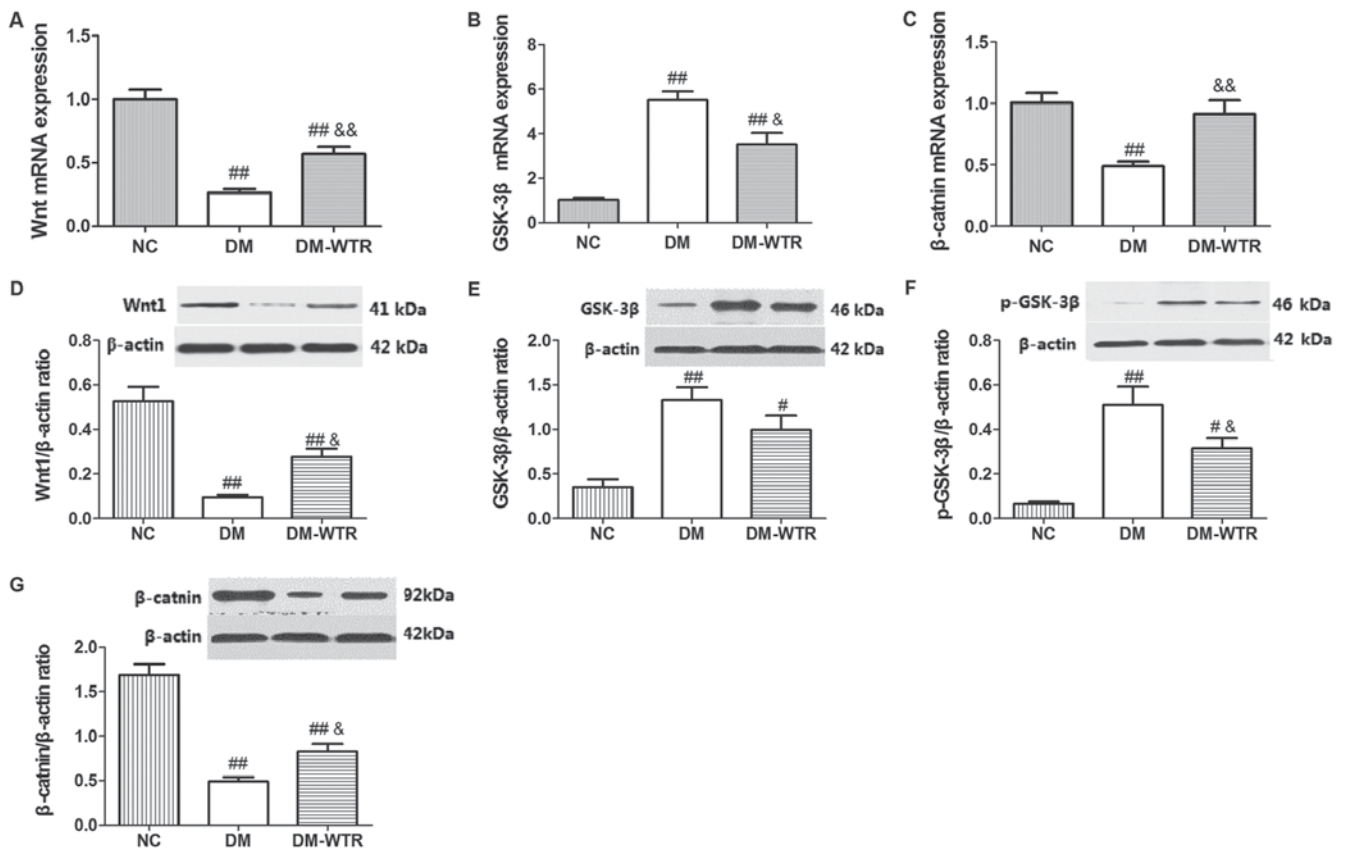 A
Wnt mRNA expression
1.5
1.0
0.5
0.0
##
## &&
NC DM DM-WTR
B
GSK-3β mRNA expression
8
6
4
2
0
##
## &
NC DM DM-WTR
C
β-catnin mRNA expression
1.5
1.0
0.5
0.0
##
&&
NC DM DM-WTR
D
Wnt1 41 kDa
β-actin 42 kDa
Wnt1/β-actin ratio
0.8
0.6
0.4
0.2
0.0
##
## &
NC DM DM-WTR
E
GSK-3β 46 kDa
β-actin 42 kDa
GSK-3β/β-actin ratio
2.0
1.5
1.0
0.5
0.0
##
#
NC DM DM-WTR
F
p-GSK-3β 46 kDa
β-actin 42 kDa
p-GSK-3β/β-actin ratio
0.8
0.6
0.4
0.2
0.0
##
# &
NC DM DM-WTR
G
β-catnin 92kDa
β-actin 42kDa
β-catnin/β-actin ratio
2.0
1.5
1.0
0.5
0.0
##
## &
NC DM DM-WTR